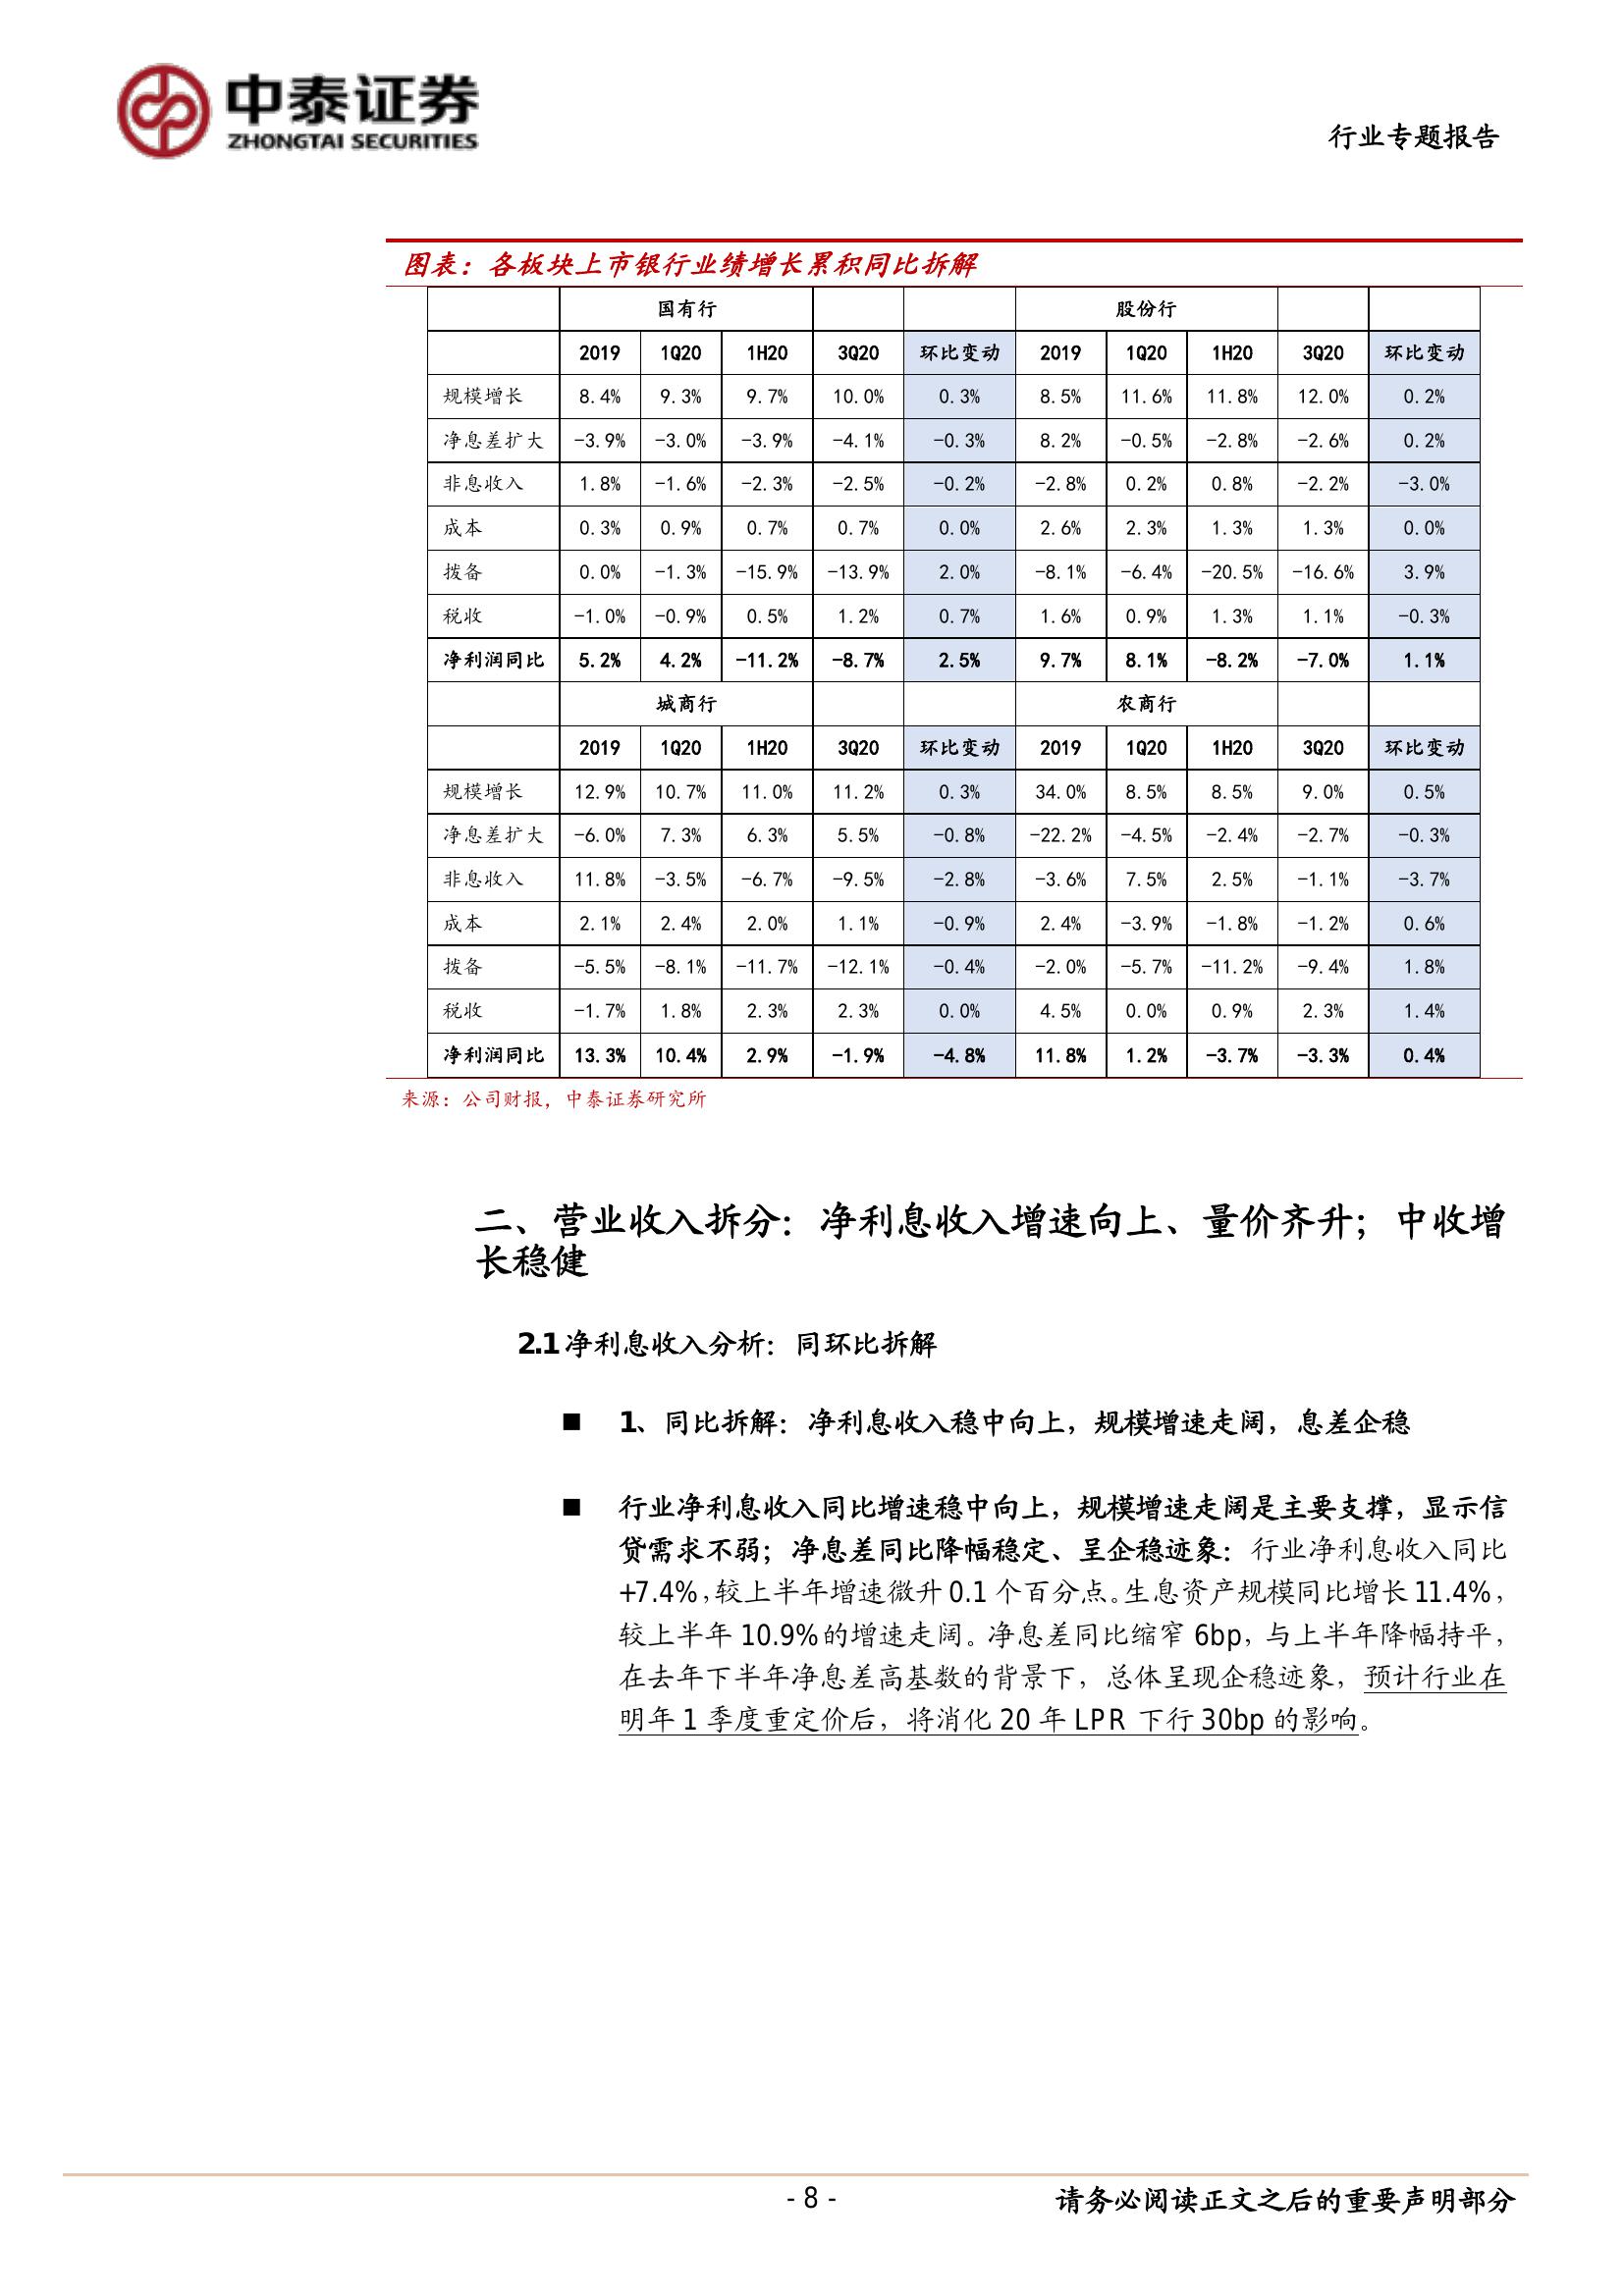 中泰证券
ZHONGTAI SECURITIES
行业专题报告
图表：各板块上市银行业绩增长累积同比拆解
国有行 股份行
2019 1Q20 1H20 3Q20 环比变动 2019 1Q20 1H20 3Q20 环比变动
规模增长 8.4% 9.3% 9.7% 10.0% 0.3% 8.5% 11.6% 11.8% 12.0% 0.2%
净息差扩大 -3.9% -3.0% -3.9% -4.1% -0.3% 8.2% -0.5% -2.8% -2.6% 0.2%
非息收入 1.8% -1.6% -2.3% -2.5% -0.2% -2.8% 0.2% 0.8% -2.2% -3.0%
成本 0.3% 0.9% 0.7% 0.7% 0.0% 2.6% 2.3% 1.3% 1.3% 0.0%
拨备 0.0% -1.3% -15.9% -13.9% 2.0% -8.1% -6.4% -20.5% -16.6% 3.9%
税收 -1.0% -0.9% 0.5% 1.2% 0.7% 1.6% 0.9% 1.3% 1.1% -0.3%
净利润同比 5.2% 4.2% -11.2% -8.7% 2.5% 9.7% 8.1% -8.2% -7.0% 1.1%
城商行 农商行
2019 1Q20 1H20 3Q20 环比变动 2019 1Q20 1H20 3Q20 环比变动
规模增长 12.9% 10.7% 11.0% 11.2% 0.3% 34.0% 8.5% 8.5% 9.0% 0.5%
净息差扩大 -6.0% 7.3% 6.3% 5.5% -0.8% -22.2% -4.5% -2.4% -2.7% -0.3%
非息收入 11.8% -3.5% -6.7% -9.5% -2.8% -3.6% 7.5% 2.5% -1.1% -3.7%
成本 2.1% 2.4% 2.0% 1.1% -0.9% 2.4% -3.9% -1.8% -1.2% 0.6%
拨备 -5.5% -8.1% -11.7% -12.1% -0.4% -2.0% -5.7% -11.2% -9.4% 1.8%
税收 -1.7% 1.8% 2.3% 2.3% 0.0% 4.5% 0.0% 0.9% 2.3% 1.4%
净利润同比 13.3% 10.4% 2.9% -1.9% -4.8% 11.8% 1.2% -3.7% -3.3% 0.4%
来源：公司财报，中泰证券研究所
二、营业收入拆分：净利息收入增速向上、量价齐升；中收增
长稳健
2.1 净利息收入分析：同环比拆解
■ 1、同比拆解：净利息收入稳中向上，规模增速走阔，息差企稳
■ 行业净利息收入同比增速稳中向上，规模增速走阔是主要支撑，显示信
贷需求不弱；净息差同比降幅稳定、呈企稳迹象：行业净利息收入同比
+7.4%，较上半年增速微升 0.1 个百分点。生息资产规模同比增长 11.4%，
较上半年 10.9%的增速走阔。净息差同比缩窄 6bp，与上半年降幅持平，
在去年下半年净息差高基数的背景下，总体呈现企稳迹象，预计行业在
明年 1 季度重定价后，将消化 20 年 LPR 下行 30bp 的影响。
- 8 -
请务必阅读正文之后的重要声明部分